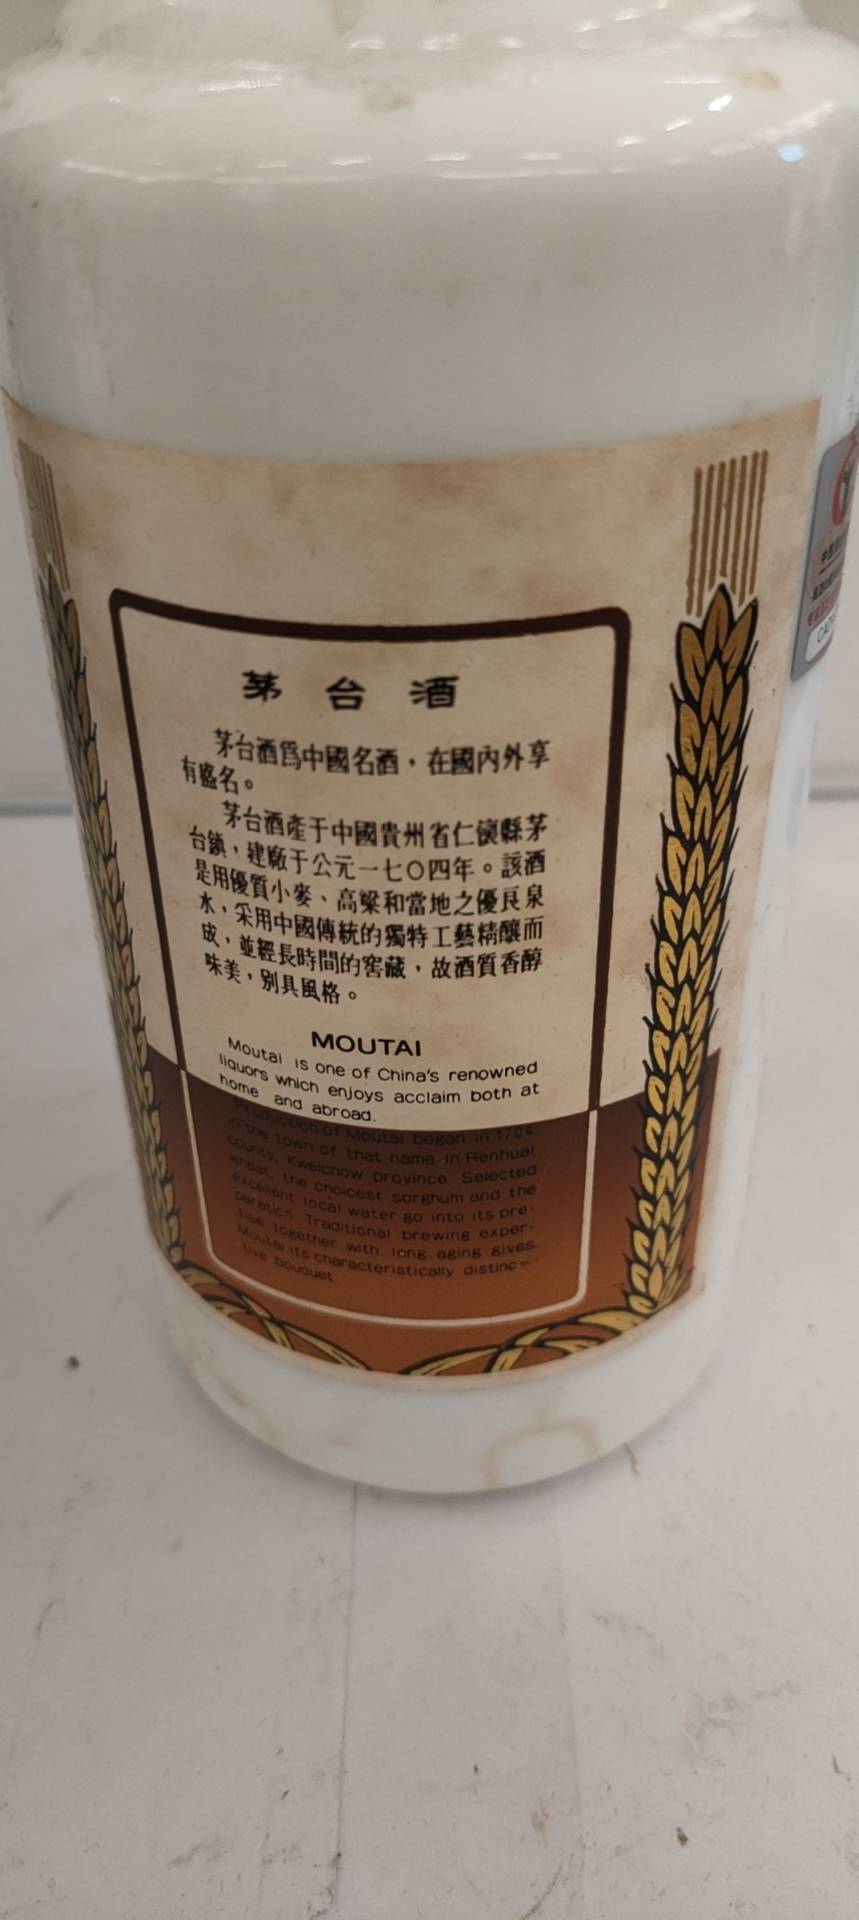 茅台酒
茅台酒爲中國名酒，在國內外享
有盛名。
茅台酒產于中國貴州省仁懷縣茅
台鎮，建廠于公元一七〇四年。該酒
是用優質小麥、高粱和當地之優良泉
水，采用中國傳統的獨特工藝精釀而
成，並經長時間的窖藏，故酒質香醇
味美，別具風格。
MOUTAI
Moutai is one of China's renowned
liquors which enjoys acclaim both at
home and abroad.
Production of Moutai began in 1704
in the town of that name in Renhuai
county, Kweichow province. Selected
wheat, the choicest sorghum and the
excellent local water go into its pre-
paration. Traditional brewing exper-
tise together with long aging gives
Moutai its characteristically distinc-
tive bouquet